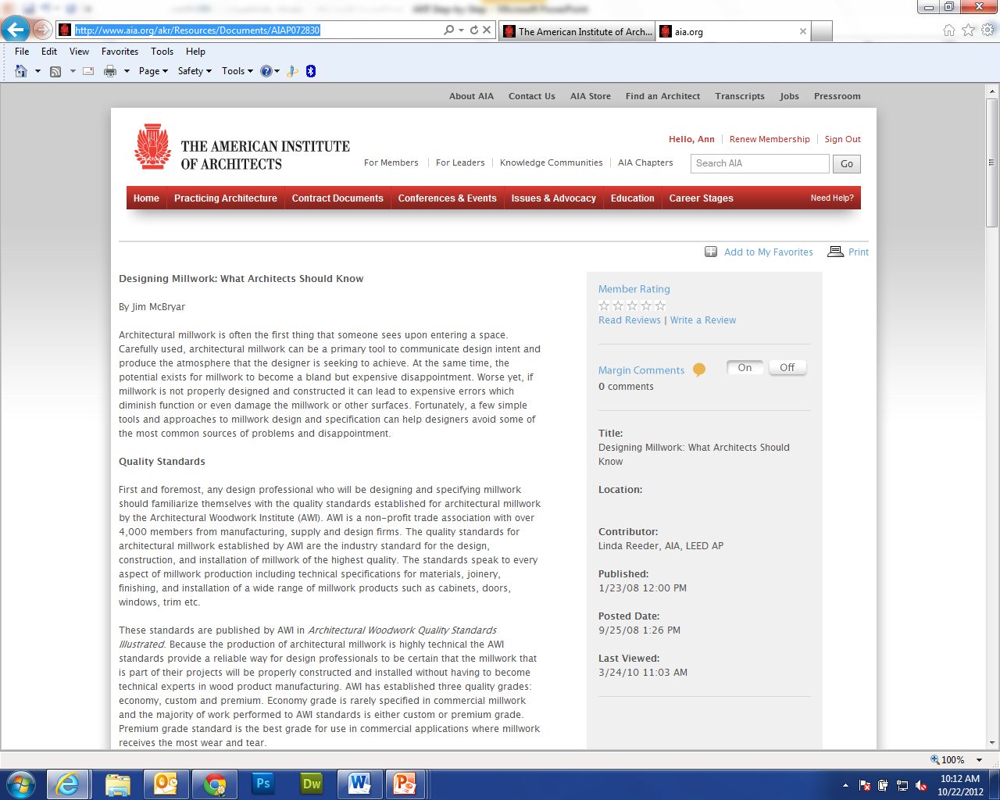 AKR Step by Step - Microsoft PowerPoint
http://www.aia.org/akr/Resources/Documents/AIAP072830
The American Institute of Arch...
aia.org
File Edit View Favorites Tools Help
Page Safety Tools
About AIA Contact Us AIA Store Find an Architect Transcripts Jobs Pressroom
Hello, Ann Renew Membership Sign Out
THE AMERICAN INSTITUTE
OF ARCHITECTS
For Members For Leaders Knowledge Communities AIA Chapters Search AIA Go
Home Practicing Architecture Contract Documents Conferences & Events Issues & Advocacy Education Career Stages Need Help?
Add to My Favorites Print
Designing Millwork: What Architects Should Know
By Jim McBryar
Architectural millwork is often the first thing that someone sees upon entering a space.
Carefully used, architectural millwork can be a primary tool to communicate design intent and
produce the atmosphere that the designer is seeking to achieve. At the same time, the
potential exists for millwork to become a bland but expensive disappointment. Worse yet, if
millwork is not properly designed and constructed it can lead to expensive errors which
diminish function or even damage the millwork or other surfaces. Fortunately, a few simple
tools and approaches to millwork design and specification can help designers avoid some of
the most common sources of problems and disappointment.
Quality Standards
First and foremost, any design professional who will be designing and specifying millwork
should familiarize themselves with the quality standards established for architectural millwork
by the Architectural Woodwork Institute (AWI). AWI is a non-profit trade association with over
4,000 members from manufacturing, supply and design firms. The quality standards for
architectural millwork established by AWI are the industry standard for the design,
construction, and installation of millwork of the highest quality. The standards speak to every
aspect of millwork production including technical specifications for materials, joinery,
finishing, and installation of a wide range of millwork products such as cabinets, doors,
windows, trim etc.
These standards are published by AWI in Architectural Woodwork Quality Standards
Illustrated. Because the production of architectural millwork is highly technical the AWI
standards provide a reliable way for design professionals to be certain that the millwork that
is part of their projects will be properly constructed and installed without having to become
technical experts in wood product manufacturing. AWI has established three quality grades:
economy, custom and premium. Economy grade is rarely specified in commercial millwork
and the majority of work performed to AWI standards is either custom or premium grade.
Premium grade standard is the best grade for use in commercial applications where millwork
receives the most wear and tear.
Member Rating
Read Reviews | Write a Review
Margin Comments On Off
0 comments
Title:
Designing Millwork: What Architects Should
Know
Location:
Contributor:
Linda Reeder, AIA, LEED AP
Published:
1/23/08 12:00 PM
Posted Date:
9/25/08 1:26 PM
Last Viewed:
3/24/10 11:03 AM
100%
Ps Dw W P
10:12 AM
10/22/2012